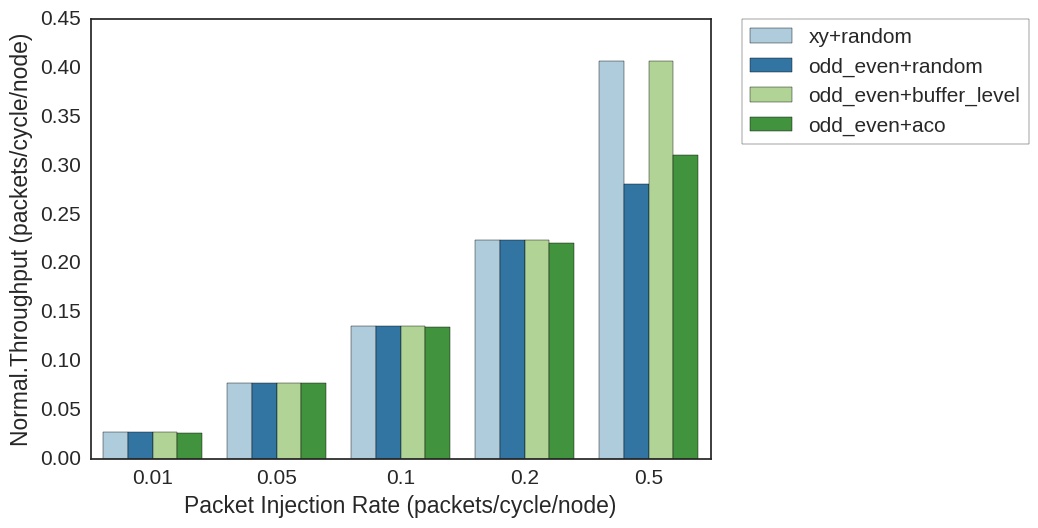 0.45
0.40
0.35
0.30
0.25
0.20
0.15
0.10
0.05
0.00
Normal.Throughput (packets/cycle/node)
0.01 0.05 0.1 0.2 0.5
Packet Injection Rate (packets/cycle/node)
xy+random
odd_even+random
odd_even+buffer_level
odd_even+aco